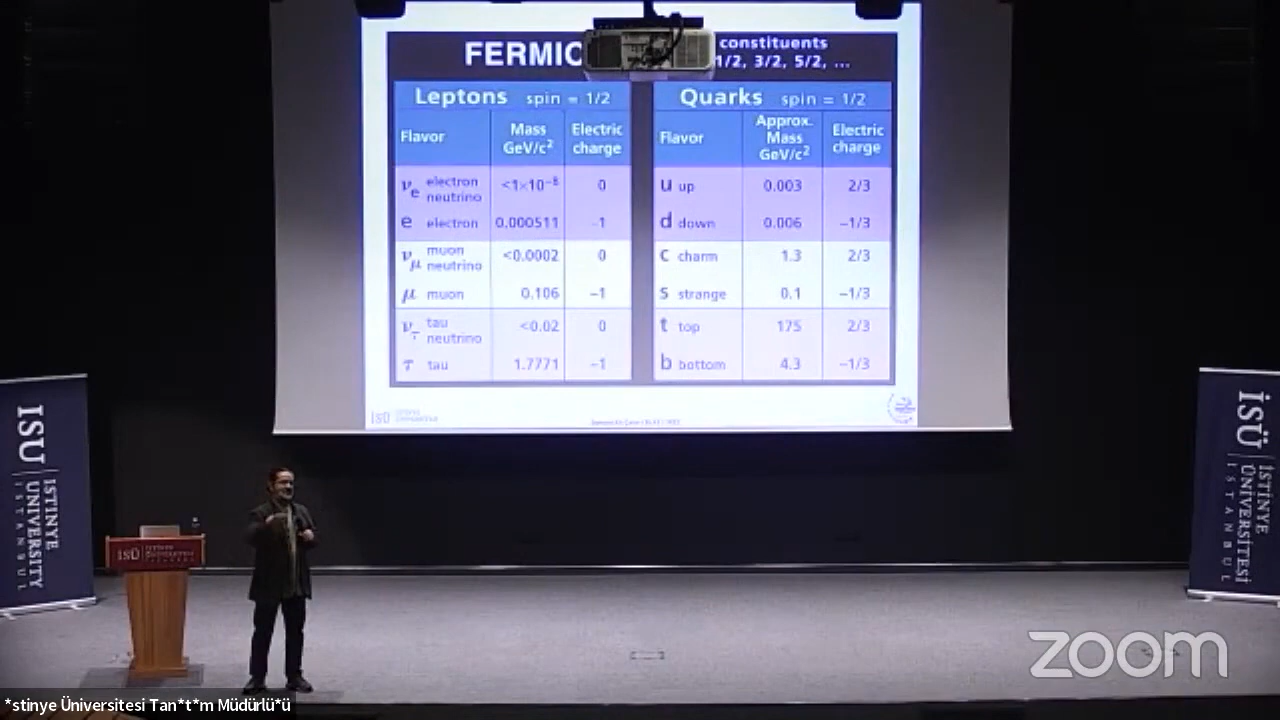 FERMIO
constituents
1/2, 3/2, 5/2, ...
Leptons spin = 1/2
Flavor
Mass GeV/c²
Electric charge
νe electron neutrino <1×10⁻⁸ 0
e electron 0.000511 -1
νμ muon neutrino <0.0002 0
μ muon 0.106 -1
ντ tau neutrino <0.02 0
τ tau 1.7771 -1
Quarks spin = 1/2
Flavor
Approx. Mass GeV/c²
Electric charge
u up 0.003 2/3
d down 0.006 -1/3
c charm 1.3 2/3
s strange 0.1 -1/3
t top 175 2/3
b bottom 4.3 -1/3
isü
ISU
ISTINYE
UNIVERSITY
ISTANBUL
isü
İSÜ
İSTİNYE
ÜNİVERSİTESİ
İSTANBUL
zoom
*stinye Üniversitesi Tan*t*m Müdürlü*ü